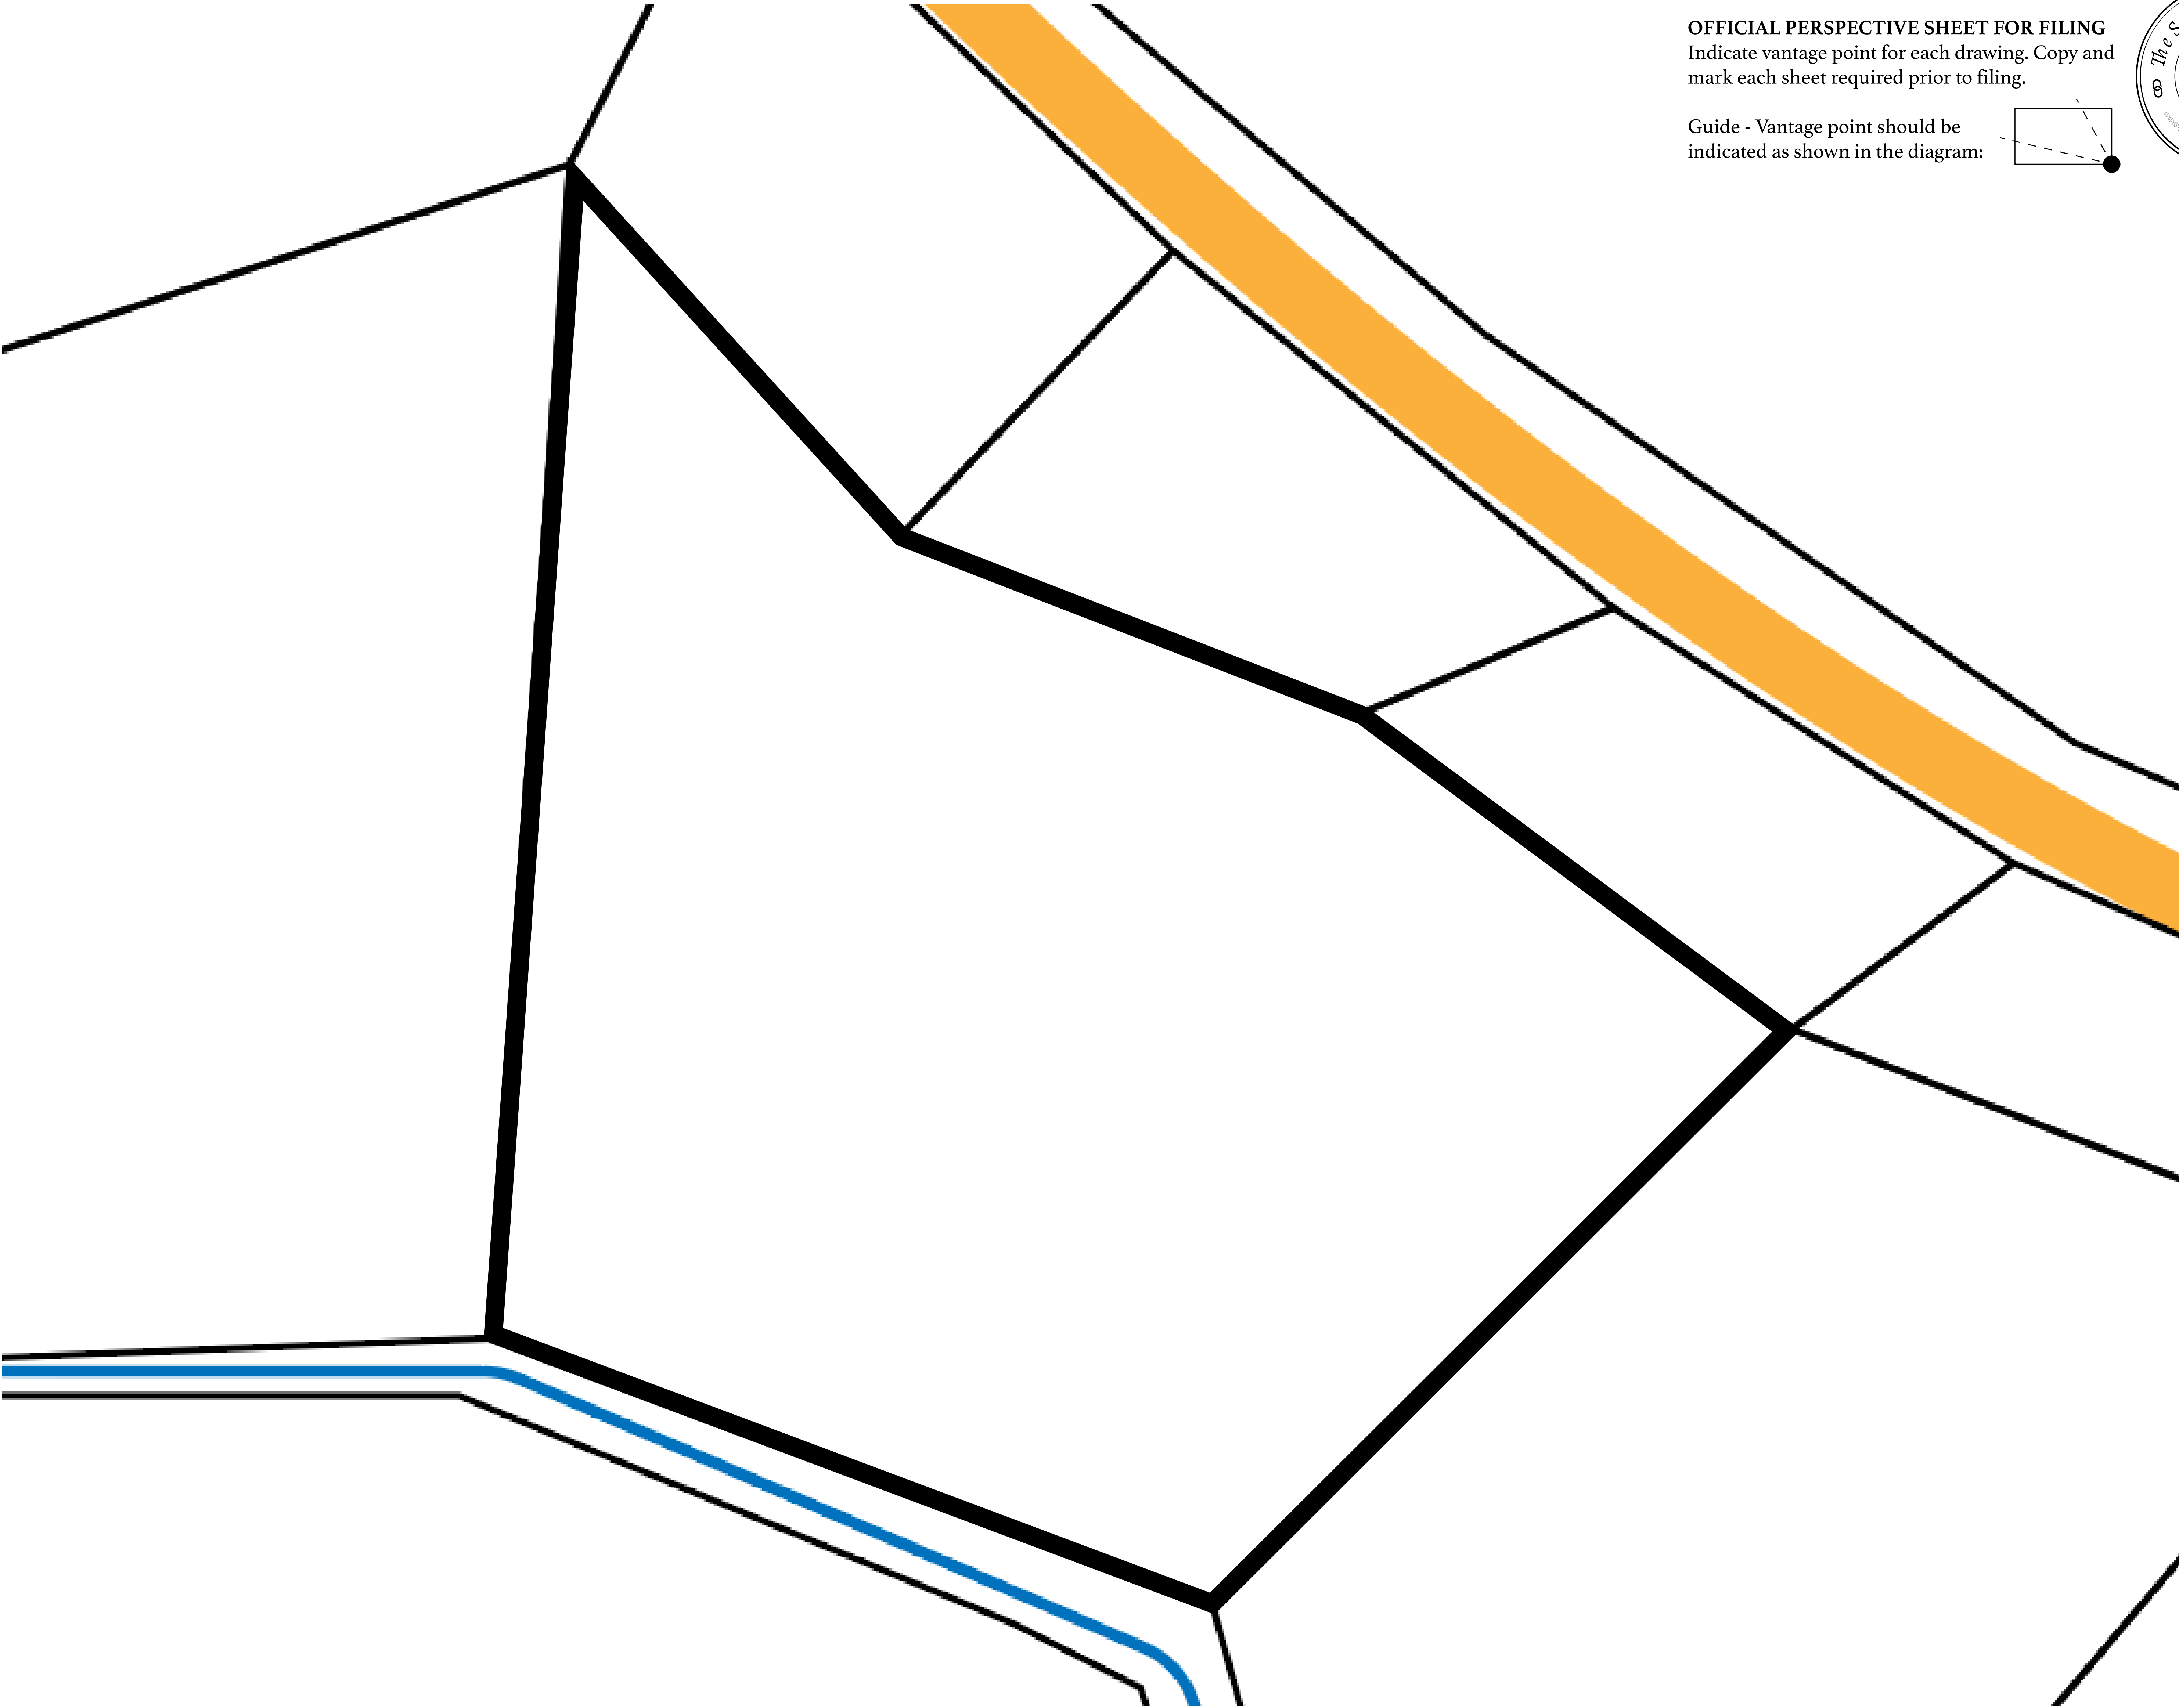 OFFICIAL PERSPECTIVE SHEET FOR FILING
Indicate vantage point for each drawing. Copy and
mark each sheet required prior to filing.
Guide - Vantage point should be
indicated as shown in the diagram:
The